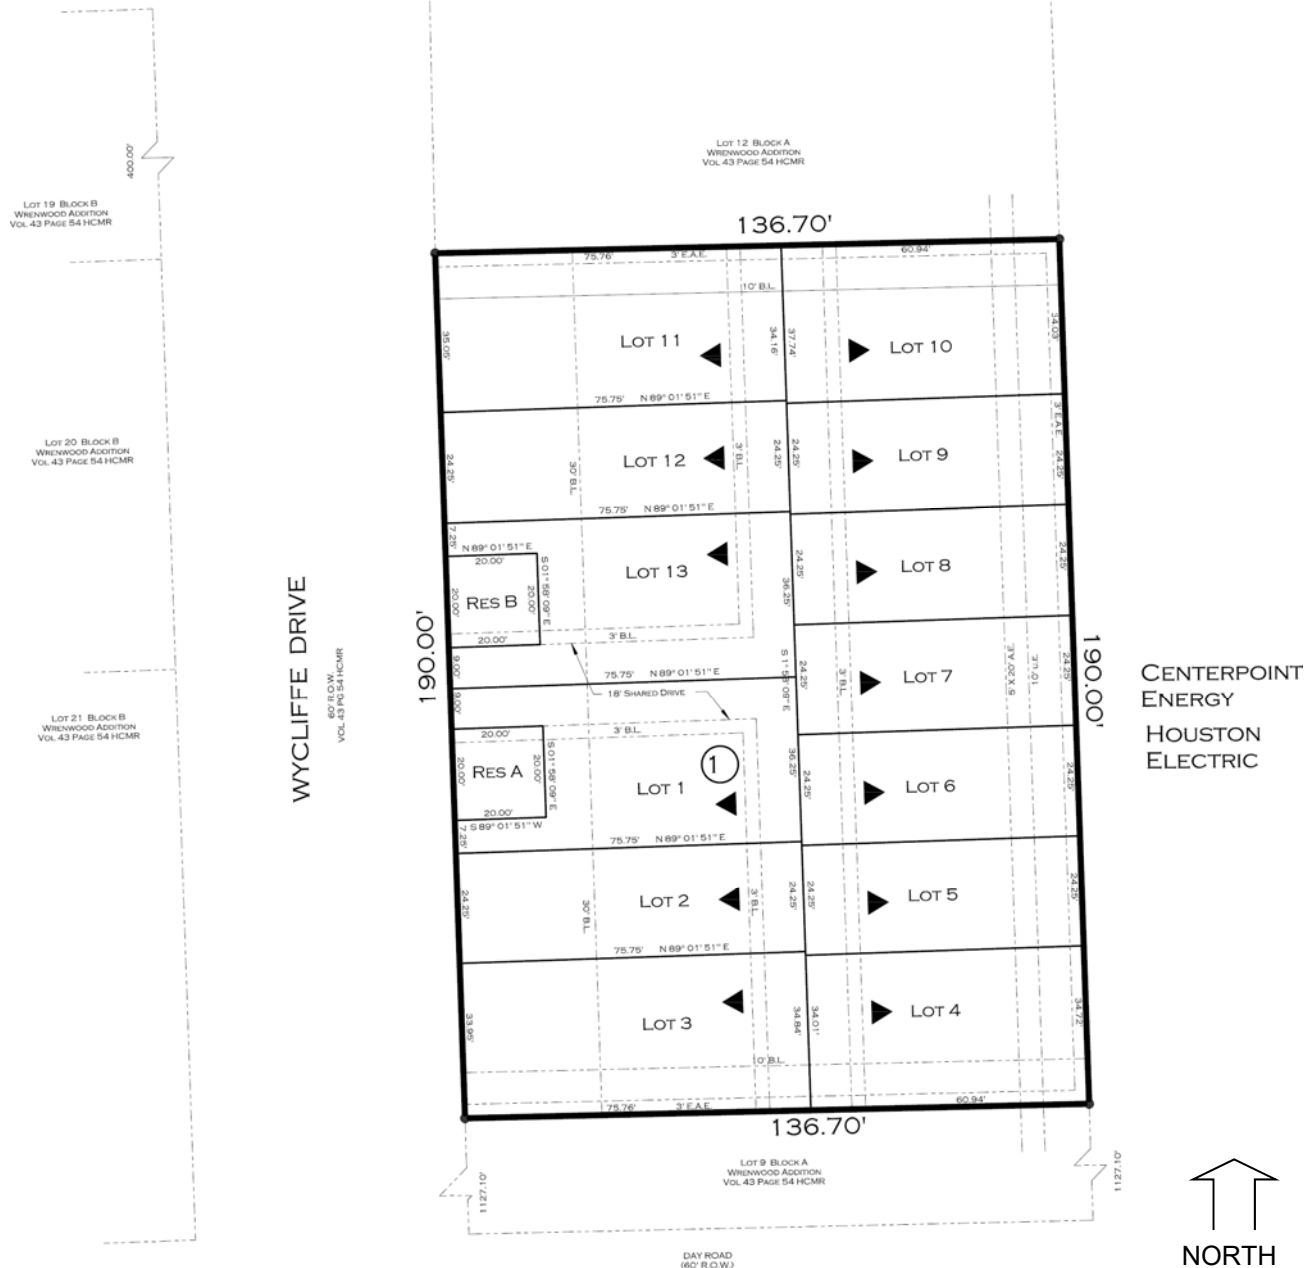 400.00'
LOT 12 BLOCK A
WRENWOOD ADDITION
VOL 43 PAGE 54 HCMR
LOT 19 BLOCK B
WRENWOOD ADDITION
VOL 43 PAGE 54 HCMR
136.70'
75.76'
3' E.A.E.
60.94'
10' B.L.
35.05'
LOT 11
34.16'
37.74'
LOT 10
34.03'
75.75' N 89° 01' 51" E
3' E.A.E.
LOT 20 BLOCK B
WRENWOOD ADDITION
VOL 43 PAGE 54 HCMR
24.25'
30' B.L.
LOT 12
3' B.L.
24.25'
24.25'
LOT 9
24.25'
75.75' N 89° 01' 51" E
7.25'
N 89° 01' 51" E
20.00'
S 01° 58' 09" E
20.00'
20.00'
RES B
20.00'
LOT 13
3' B.L.
36.25'
24.25'
LOT 8
24.25'
WYCLIFFE DRIVE
60' R.O.W.
VOL. 43 PG 54 HCMR
190.00'
9.00'
9.00'
75.75' N 89° 01' 51" E
18' SHARED DRIVE
S 1° 58' 09" E
24.25'
3' B.L.
LOT 7
5' X 20' A.E.
10' U.E.
24.25'
190.00'
CENTERPOINT
ENERGY
HOUSTON
ELECTRIC
LOT 21 BLOCK B
WRENWOOD ADDITION
VOL 43 PAGE 54 HCMR
20.00'
3' B.L.
S 01° 58' 09" E
20.00'
20.00'
RES A
20.00'
S 89° 01' 51" W
7.25'
1
LOT 1
36.25'
24.25'
LOT 6
24.25'
75.75' N 89° 01' 51" E
24.25'
30' B.L.
LOT 2
3' B.L.
24.25'
24.25'
LOT 5
24.25'
75.75' N 89° 01' 51" E
33.95'
LOT 3
34.84'
34.01'
LOT 4
34.72'
10' B.L.
75.76'
3' E.A.E.
60.94'
136.70'
1127.10'
LOT 9 BLOCK A
WRENWOOD ADDITION
VOL 43 PAGE 54 HCMR
1127.10'
DAY ROAD
(60' R.O.W.)
NORTH